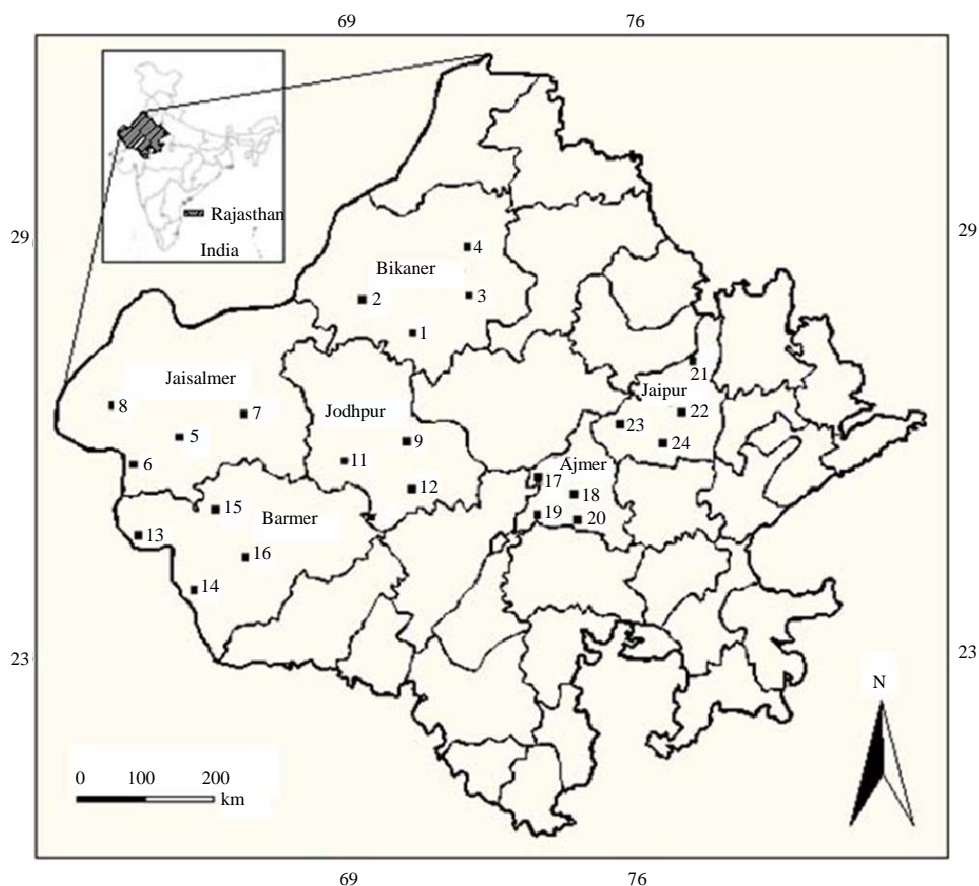 69 76
Rajasthan
India
29 29
4
Bikaner
2 3
1
21
Jaisalmer
Jaipur
8 7 Jodhpur 22
23
5 9 24
6 11 Ajmer
17
12 18
15 19 20
Barmer
13
16
14
23 23
N
0 100 200
km
69 76